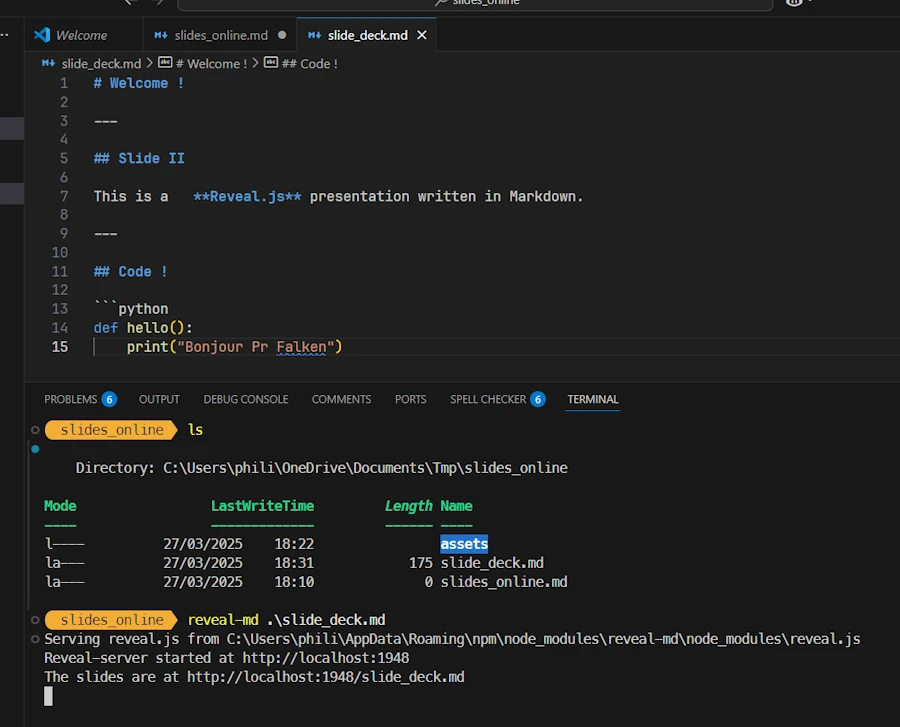 slides_online
Welcome
slides_online.md
slide_deck.md
slide_deck.md > # Welcome ! > ## Code !
1 # Welcome !
2
3 ---
4
5 ## Slide II
6
7 This is a   **Reveal.js** presentation written in Markdown.
8
9 ---
10
11 ## Code !
12
13 ```python
14 def hello():
15     print("Bonjour Pr Falken")
PROBLEMS 6 OUTPUT DEBUG CONSOLE COMMENTS PORTS SPELL CHECKER 6 TERMINAL
slides_online ls
Directory: C:\Users\phili\OneDrive\Documents\Tmp\slides_online
Mode LastWriteTime Length Name
---- ------------- ------ ----
l---- 27/03/2025 18:22 assets
la--- 27/03/2025 18:31 175 slide_deck.md
la--- 27/03/2025 18:10 0 slides_online.md
slides_online reveal-md .\slide_deck.md
Serving reveal.js from C:\Users\phili\AppData\Roaming\npm\node_modules\reveal-md\node_modules\reveal.js
Reveal-server started at http://localhost:1948
The slides are at http://localhost:1948/slide_deck.md